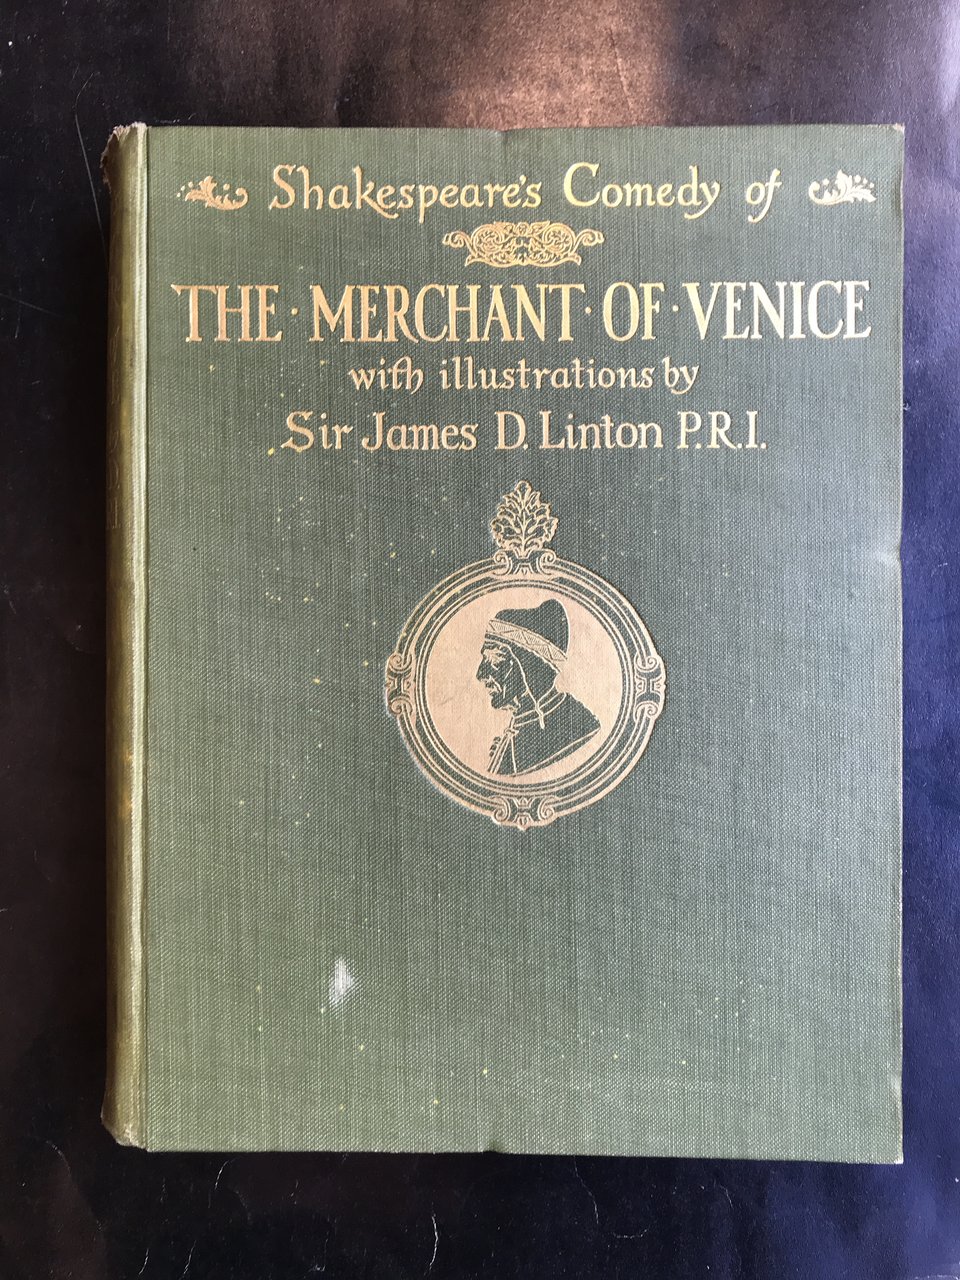 Shakespeare's Comedy of
THE · MERCHANT · OF · VENICE
with illustrations by
Sir James D. Linton P.R.I.